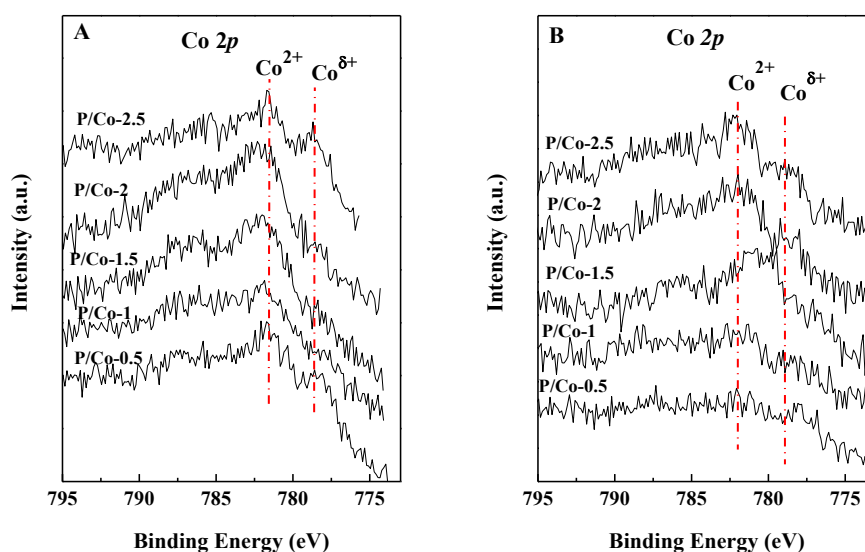 A
Co 2p
Co2+
Coδ+
P/Co-2.5
P/Co-2
P/Co-1.5
P/Co-1
P/Co-0.5
Intensity (a.u.)
795 790 785 780 775
Binding Energy (eV)
B
Co 2p
Co2+
Coδ+
P/Co-2.5
P/Co-2
P/Co-1.5
P/Co-1
P/Co-0.5
Intensity (a.u.)
795 790 785 780 775
Binding Energy (eV)